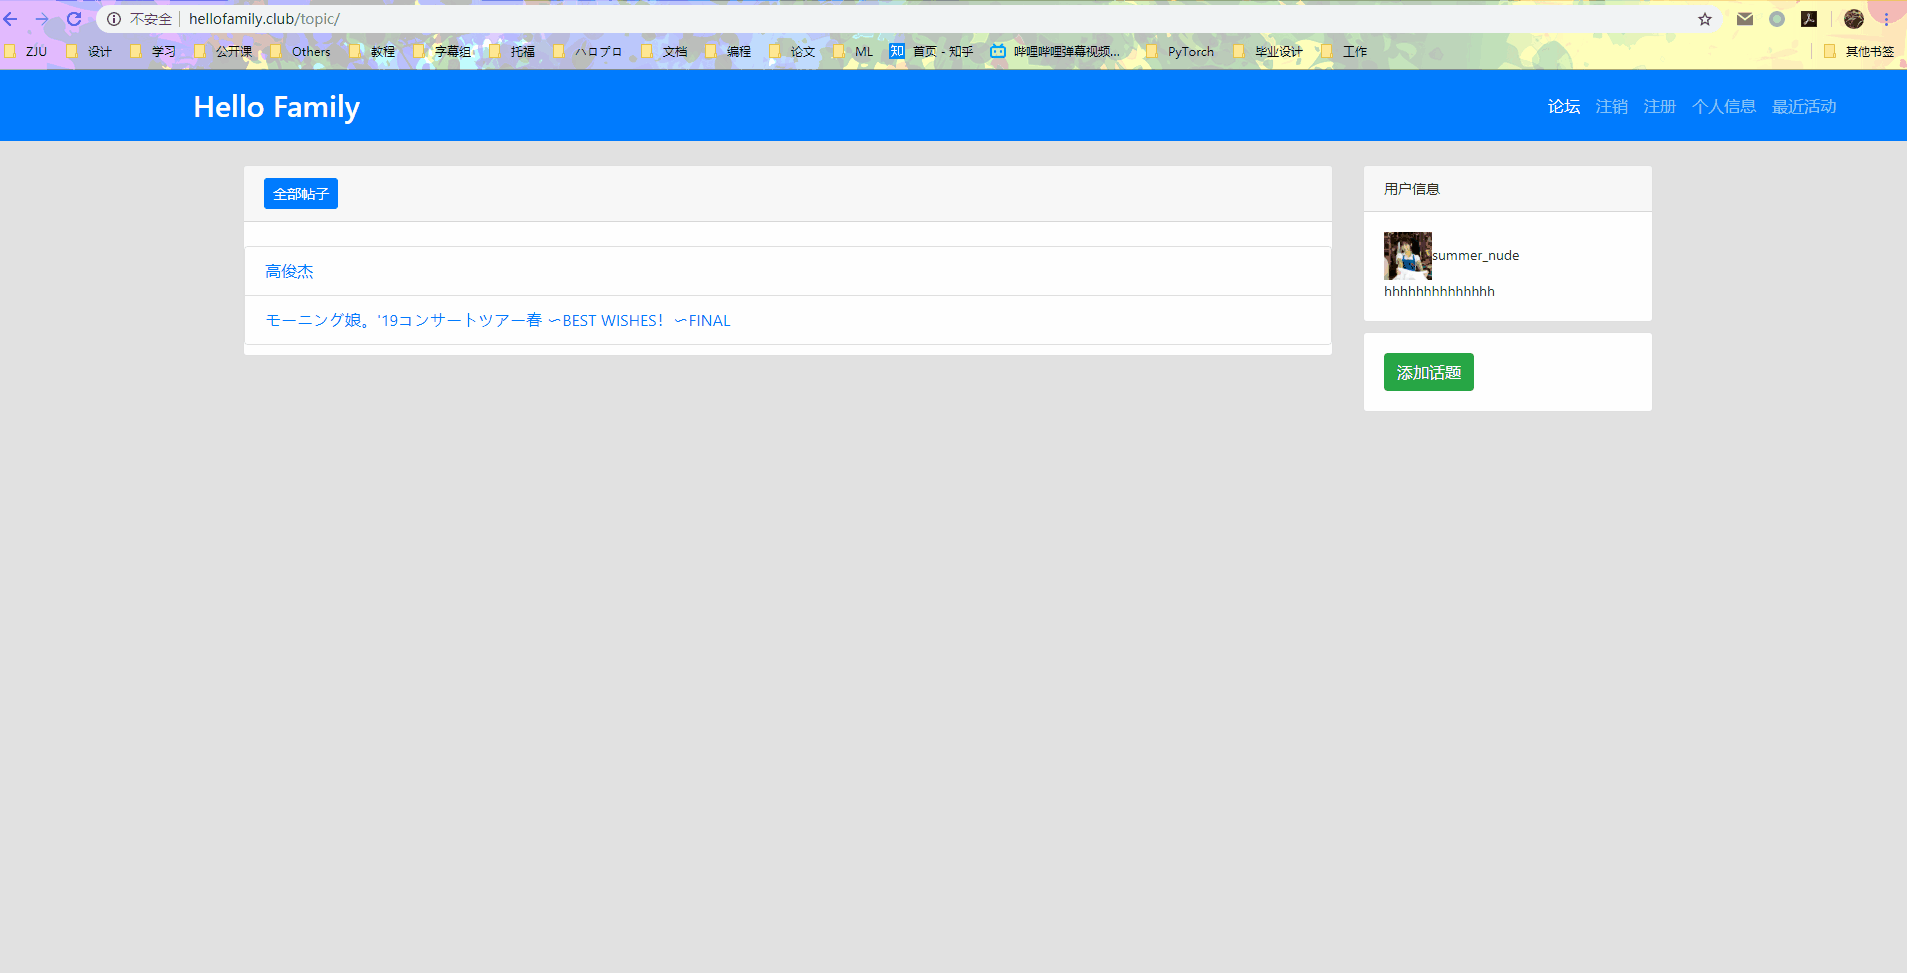 不安全 hellofamily.club/topic/
ZJU 设计 学习 公开课 Others 教程 字幕组 托福 ハロプロ 文档 编程 论文 ML 知 首页 - 知乎 哔哩哔哩弹幕视频... PyTorch 毕业设计 工作 其他书签
Hello Family 论坛 注销 注册 个人信息 最近活动
全部帖子
高俊杰
モーニング娘。'19コンサートツアー春 ~BEST WISHES！~FINAL
用户信息
summer_nude
hhhhhhhhhhhhhh
添加话题